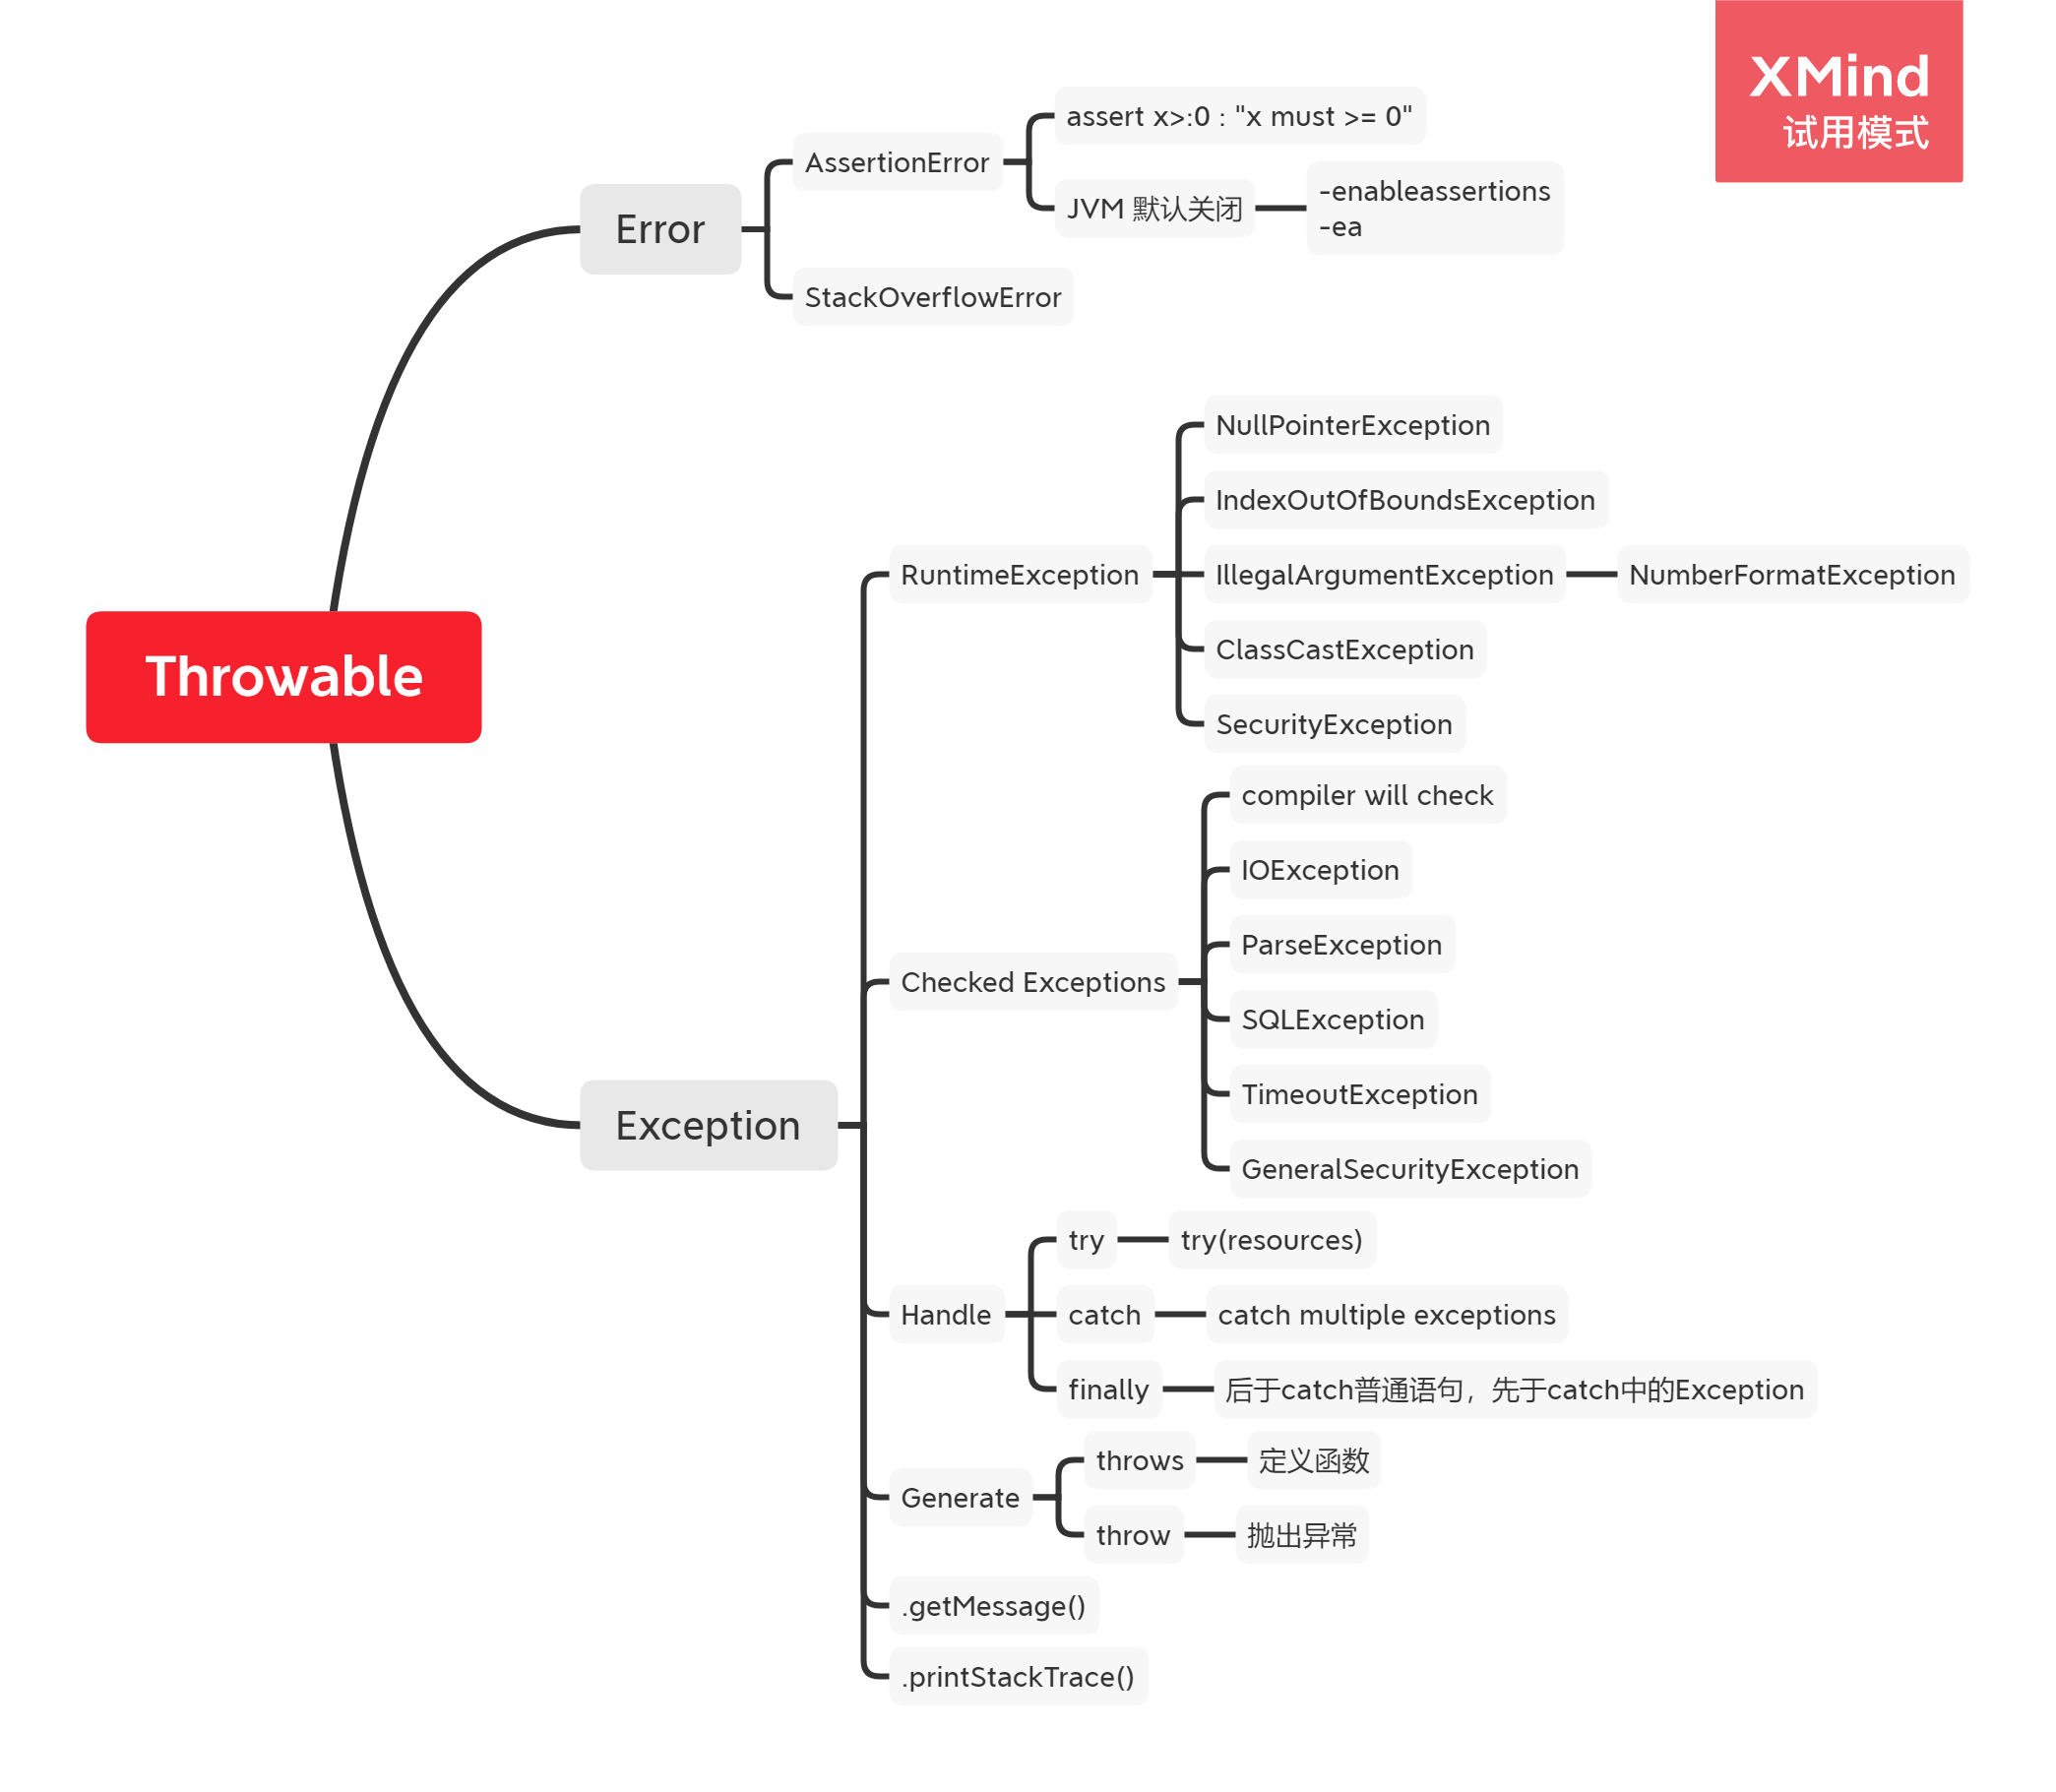 XMind
试用模式
Throwable
Error
AssertionError
assert x>:0 : "x must >= 0"
JVM 默认关闭
-enableassertions
-ea
StackOverflowError
Exception
RuntimeException
NullPointerException
IndexOutOfBoundsException
IllegalArgumentException
NumberFormatException
ClassCastException
SecurityException
Checked Exceptions
compiler will check
IOException
ParseException
SQLException
TimeoutException
GeneralSecurityException
Handle
try
try(resources)
catch
catch multiple exceptions
finally
后于catch普通语句，先于catch中的Exception
Generate
throws
定义函数
throw
抛出异常
.getMessage()
.printStackTrace()